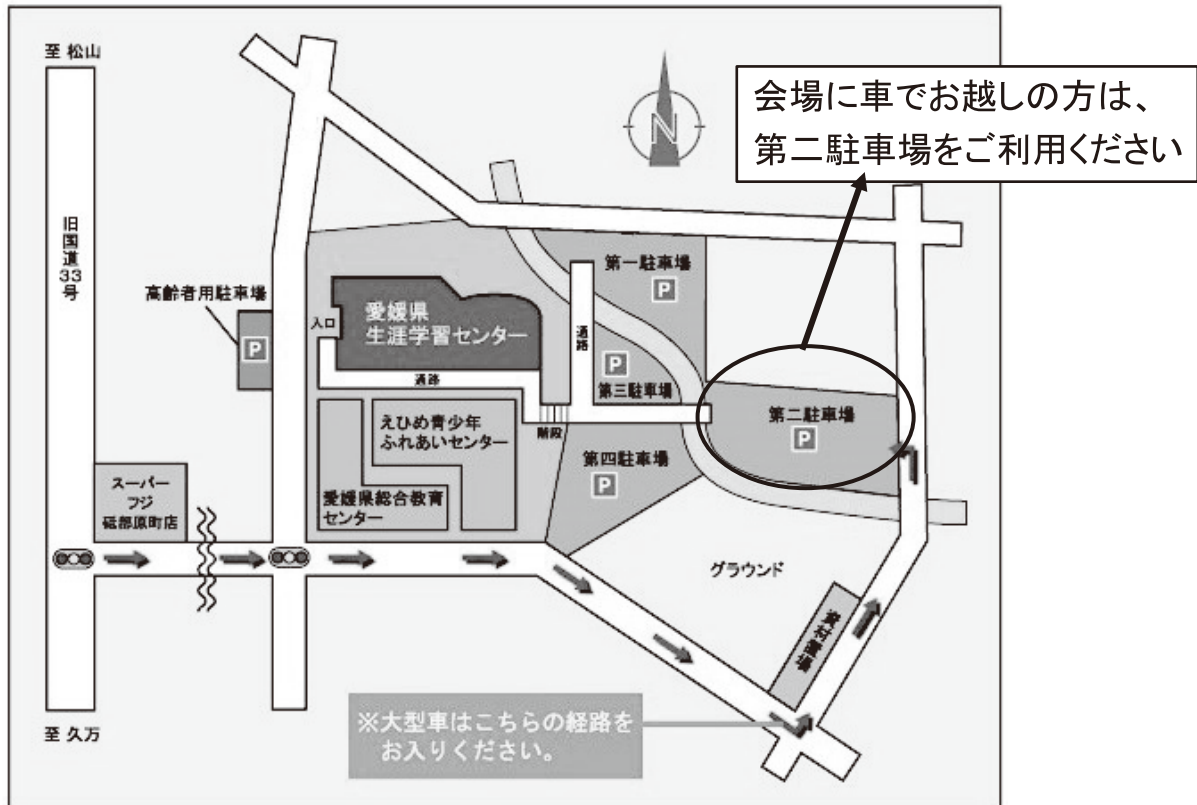 至 松山
会場に車でお越しの方は、
第二駐車場をご利用ください
N
旧国道33号
高齢者用駐車場
P
入口
愛媛県
生涯学習センター
通路
第一駐車場
P
通路
P
第三駐車場
第二駐車場
P
えひめ青少年
ふれあいセンター
階段
第四駐車場
P
愛媛県総合教育
センター
スーパー
フジ
砥部原町店
グラウンド
資材置場
※大型車はこちらの経路を
お入りください。
至 久万